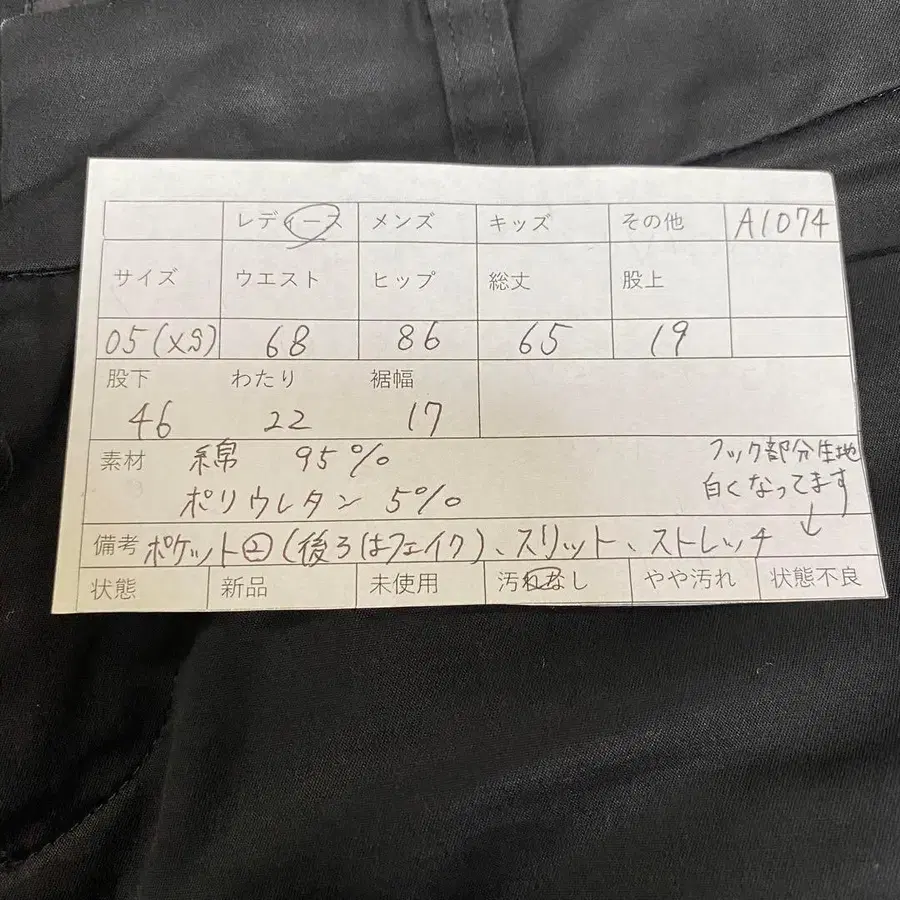 レディース メンズ キッズ その他 A1074
サイズ ウエスト ヒップ 総丈 股上
05(XS) 68 86 65 19
股下 わたり 裾幅
46 22 17
素材 綿 95%
ポリウレタン 5%
フック部分生地
白くなってます
↓
備考 ポケット(後ろはフェイク)、スリット、ストレッチ
状態 新品 未使用 汚れなし やや汚れ 状態不良